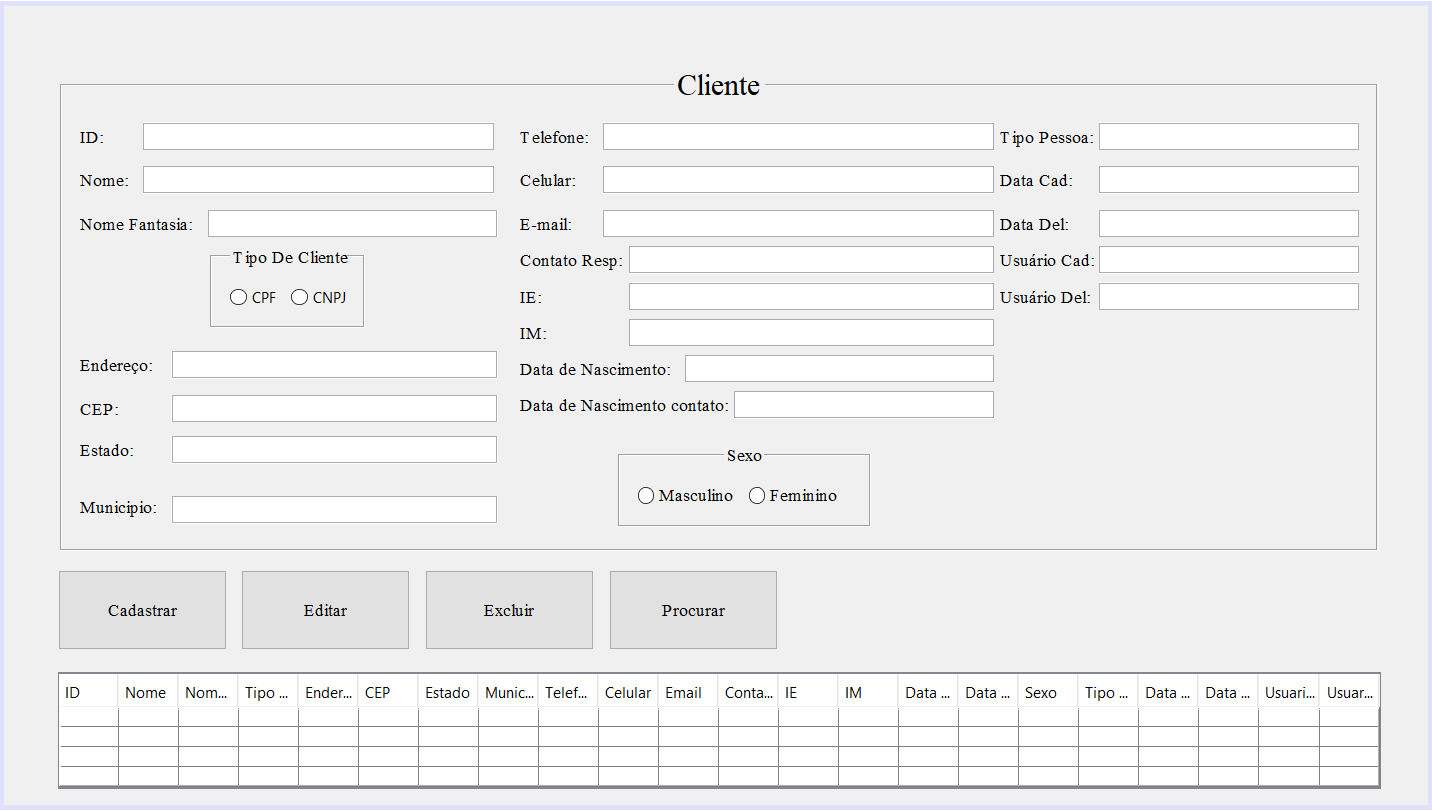 Cliente
ID:
Nome:
Nome Fantasia:
Tipo De Cliente
CPF CNPJ
Endereço:
CEP:
Estado:
Município:
Telefone:
Celular:
E-mail:
Contato Resp:
IE:
IM:
Data de Nascimento:
Data de Nascimento contato:
Sexo
Masculino Feminino
Tipo Pessoa:
Data Cad:
Data Del:
Usuário Cad:
Usuário Del:
Cadastrar Editar Excluir Procurar
ID Nome Nom... Tipo ... Ender... CEP Estado Munic... Telef... Celular Email Conta... IE IM Data ... Data ... Sexo Tipo ... Data ... Data ... Usuari... Usuar...